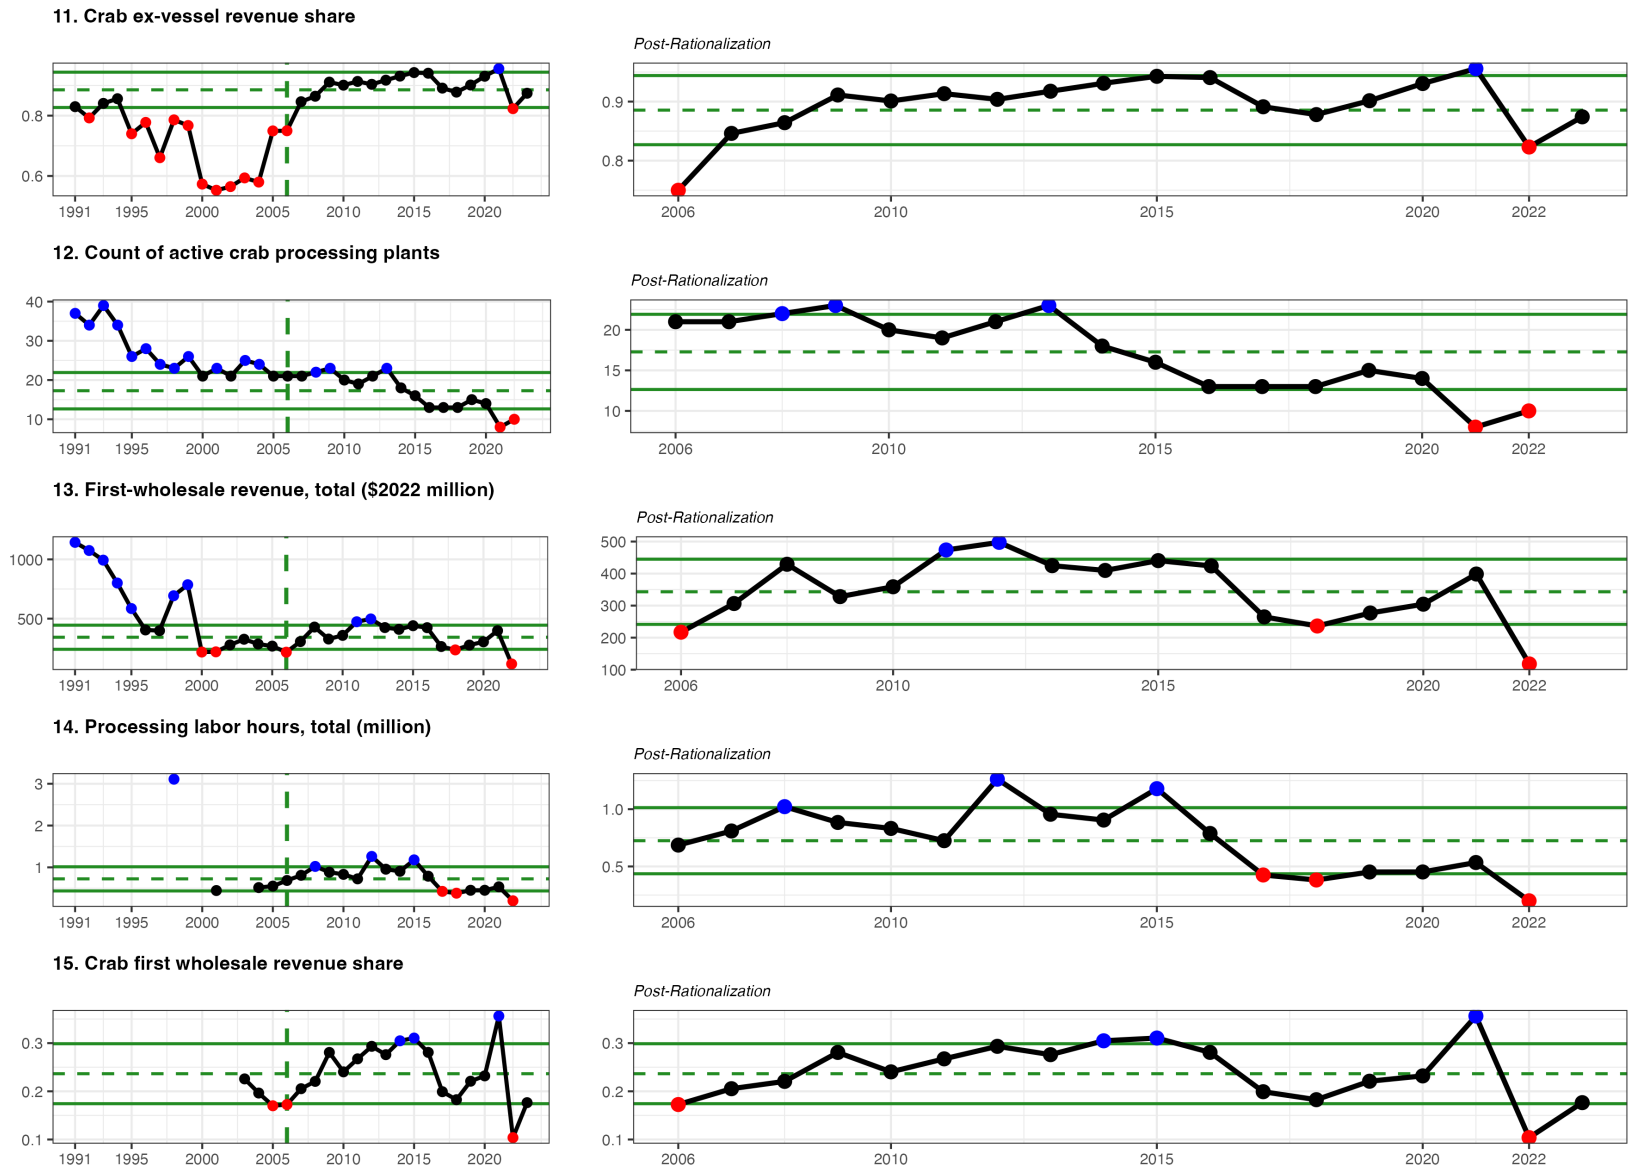 11. Crab ex-vessel revenue share
Post-Rationalization
0.8
0.6
1991 1995 2000 2005 2010 2015 2020
0.9
0.8
2006 2010 2015 2020 2022
12. Count of active crab processing plants
Post-Rationalization
40
30
20
10
1991 1995 2000 2005 2010 2015 2020
20
15
10
2006 2010 2015 2020 2022
13. First-wholesale revenue, total ($2022 million)
Post-Rationalization
1000
500
1991 1995 2000 2005 2010 2015 2020
500
400
300
200
100
2006 2010 2015 2020 2022
14. Processing labor hours, total (million)
Post-Rationalization
3
2
1
1991 1995 2000 2005 2010 2015 2020
1.0
0.5
2006 2010 2015 2020 2022
15. Crab first wholesale revenue share
Post-Rationalization
0.3
0.2
0.1
1991 1995 2000 2005 2010 2015 2020
0.3
0.2
0.1
2006 2010 2015 2020 2022